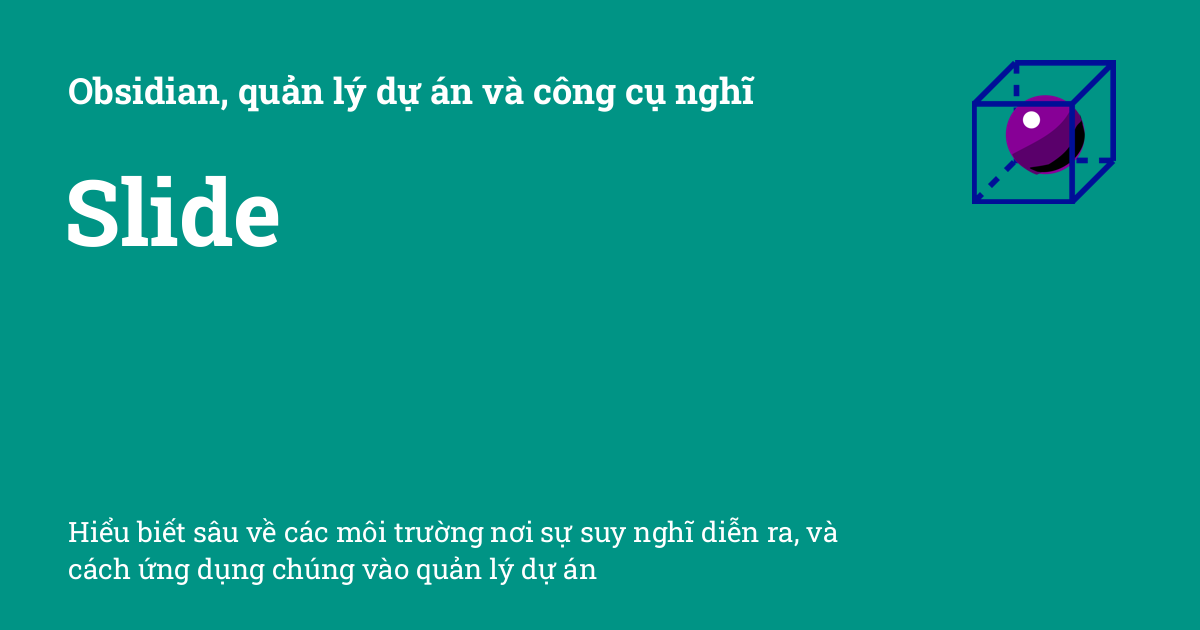 Obsidian, quản lý dự án và công cụ nghĩ
Slide
Hiểu biết sâu về các môi trường nơi sự suy nghĩ diễn ra, và
cách ứng dụng chúng vào quản lý dự án